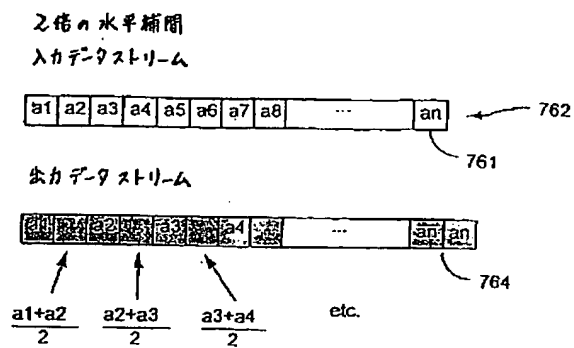 2倍の水平補間
入力データストリーム
a1 a2 a3 a4 a5 a6 a7 a8 ... an
762
761
出力データストリーム
a1 a2 a3 a4 ... an an
764
a1+a2 a2+a3 a3+a4 etc.
2 2 2